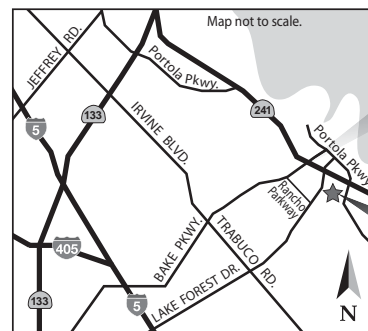 Map not to scale.
JEFFREY RD.
Portola Pkwy.
133
241
IRVINE BLVD.
5
Portola Pkwy.
Rancho
Parkway
BAKE PKWY.
TRABUCO RD.
405
LAKE FOREST DR.
133
5
N